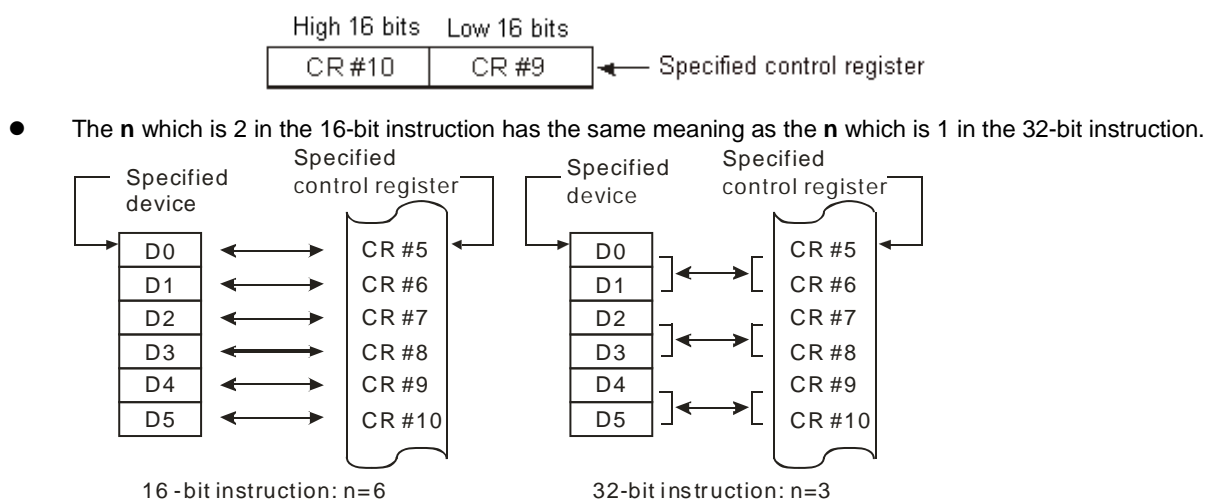 High 16 bits Low 16 bits
CR #10 CR #9 Specified control register
● The n which is 2 in the 16-bit instruction has the same meaning as the n which is 1 in the 32-bit instruction.
Specified device
Specified control register
D0 CR #5
D1 CR #6
D2 CR #7
D3 CR #8
D4 CR #9
D5 CR #10
16-bit instruction: n=6
Specified device
Specified control register
D0 CR #5
D1 CR #6
D2 CR #7
D3 CR #8
D4 CR #9
D5 CR #10
32-bit instruction: n=3